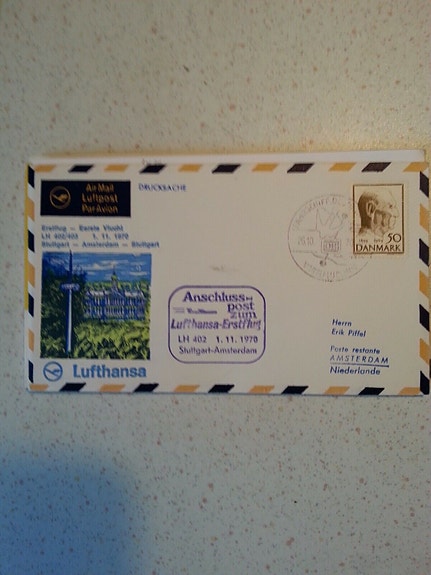 Air Mail
Luftpost
Par Avion
DRUCKSACHE
Erstflug - Eerste Vlucht
LH 402/403 1. 11. 1970
Stuttgart - Amsterdam - Stuttgart
Lufthansa
Anschluss-
post
zum
Lufthansa-Erstflug
LH 402 1. 11. 1970
Stuttgart-Amsterdam
50
DANMARK
Herrn
Erik Piffel
Poste restante
AMSTERDAM
Niederlande